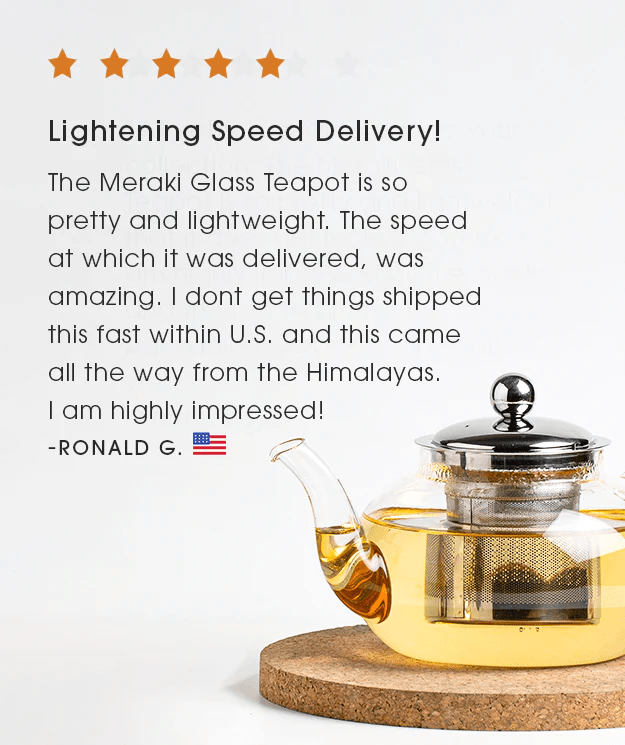 Lightening Speed Delivery!
The Meraki Glass Teapot is so
pretty and lightweight. The speed
at which it was delivered, was
amazing. I dont get things shipped
this fast within U.S. and this came
all the way from the Himalayas.
I am highly impressed!
-RONALD G.